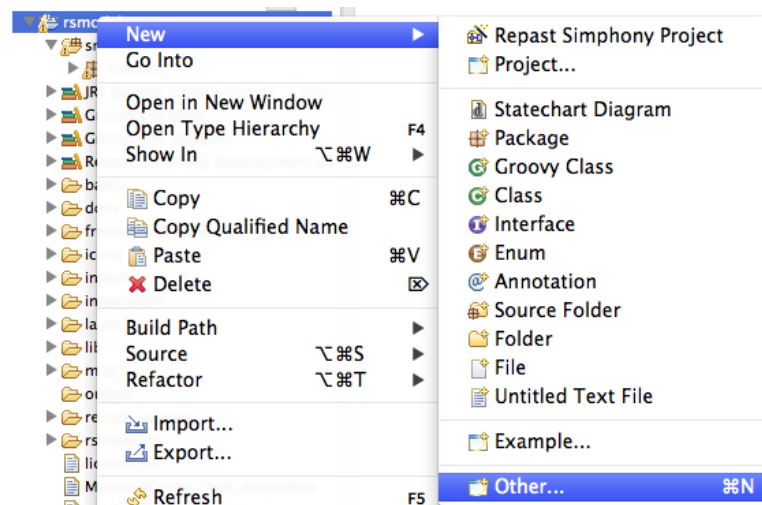 New
Go Into
Open in New Window
Open Type Hierarchy F4
Show In ⌥⌘W
Copy ⌘C
Copy Qualified Name
Paste ⌘V
Delete ⌦
Build Path
Source ⌥⌘S
Refactor ⌥⌘T
Import...
Export...
Refresh F5
Repast Simphony Project
Project...
Statechart Diagram
Package
Groovy Class
Class
Interface
Enum
Annotation
Source Folder
Folder
File
Untitled Text File
Example...
Other... ⌘N